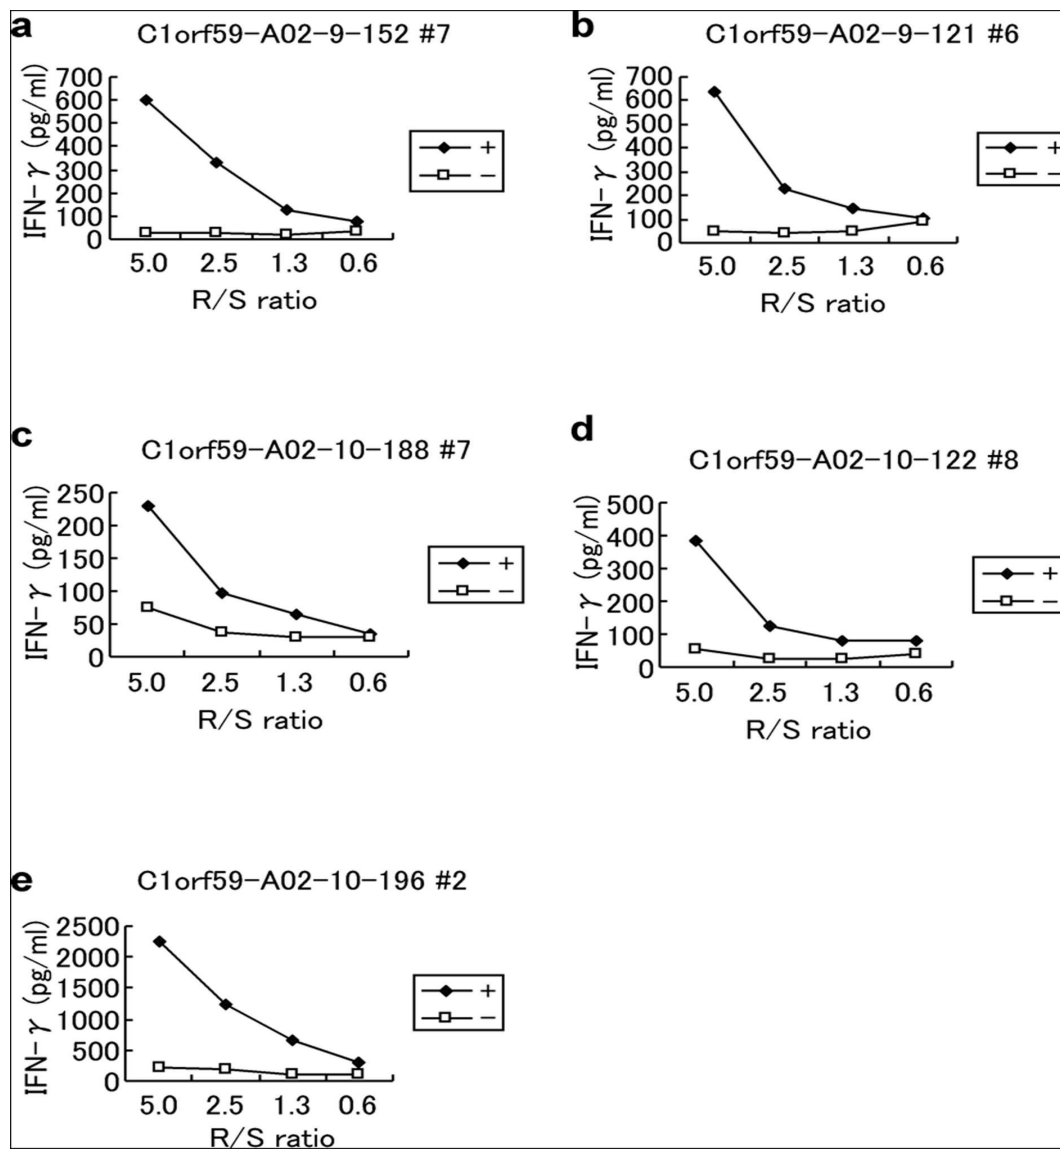 a
C1orf59-A02-9-152 #7
IFN-γ (pg/ml)
700
600
500
400
300
200
100
0
5.0 2.5 1.3 0.6
R/S ratio
+
−
b
C1orf59-A02-9-121 #6
IFN-γ (pg/ml)
700
600
500
400
300
200
100
0
5.0 2.5 1.3 0.6
R/S ratio
+
−
c
C1orf59-A02-10-188 #7
IFN-γ (pg/ml)
250
200
150
100
50
0
5.0 2.5 1.3 0.6
R/S ratio
+
−
d
C1orf59-A02-10-122 #8
IFN-γ (pg/ml)
500
400
300
200
100
0
5.0 2.5 1.3 0.6
R/S ratio
+
−
e
C1orf59-A02-10-196 #2
IFN-γ (pg/ml)
2500
2000
1500
1000
500
0
5.0 2.5 1.3 0.6
R/S ratio
+
−